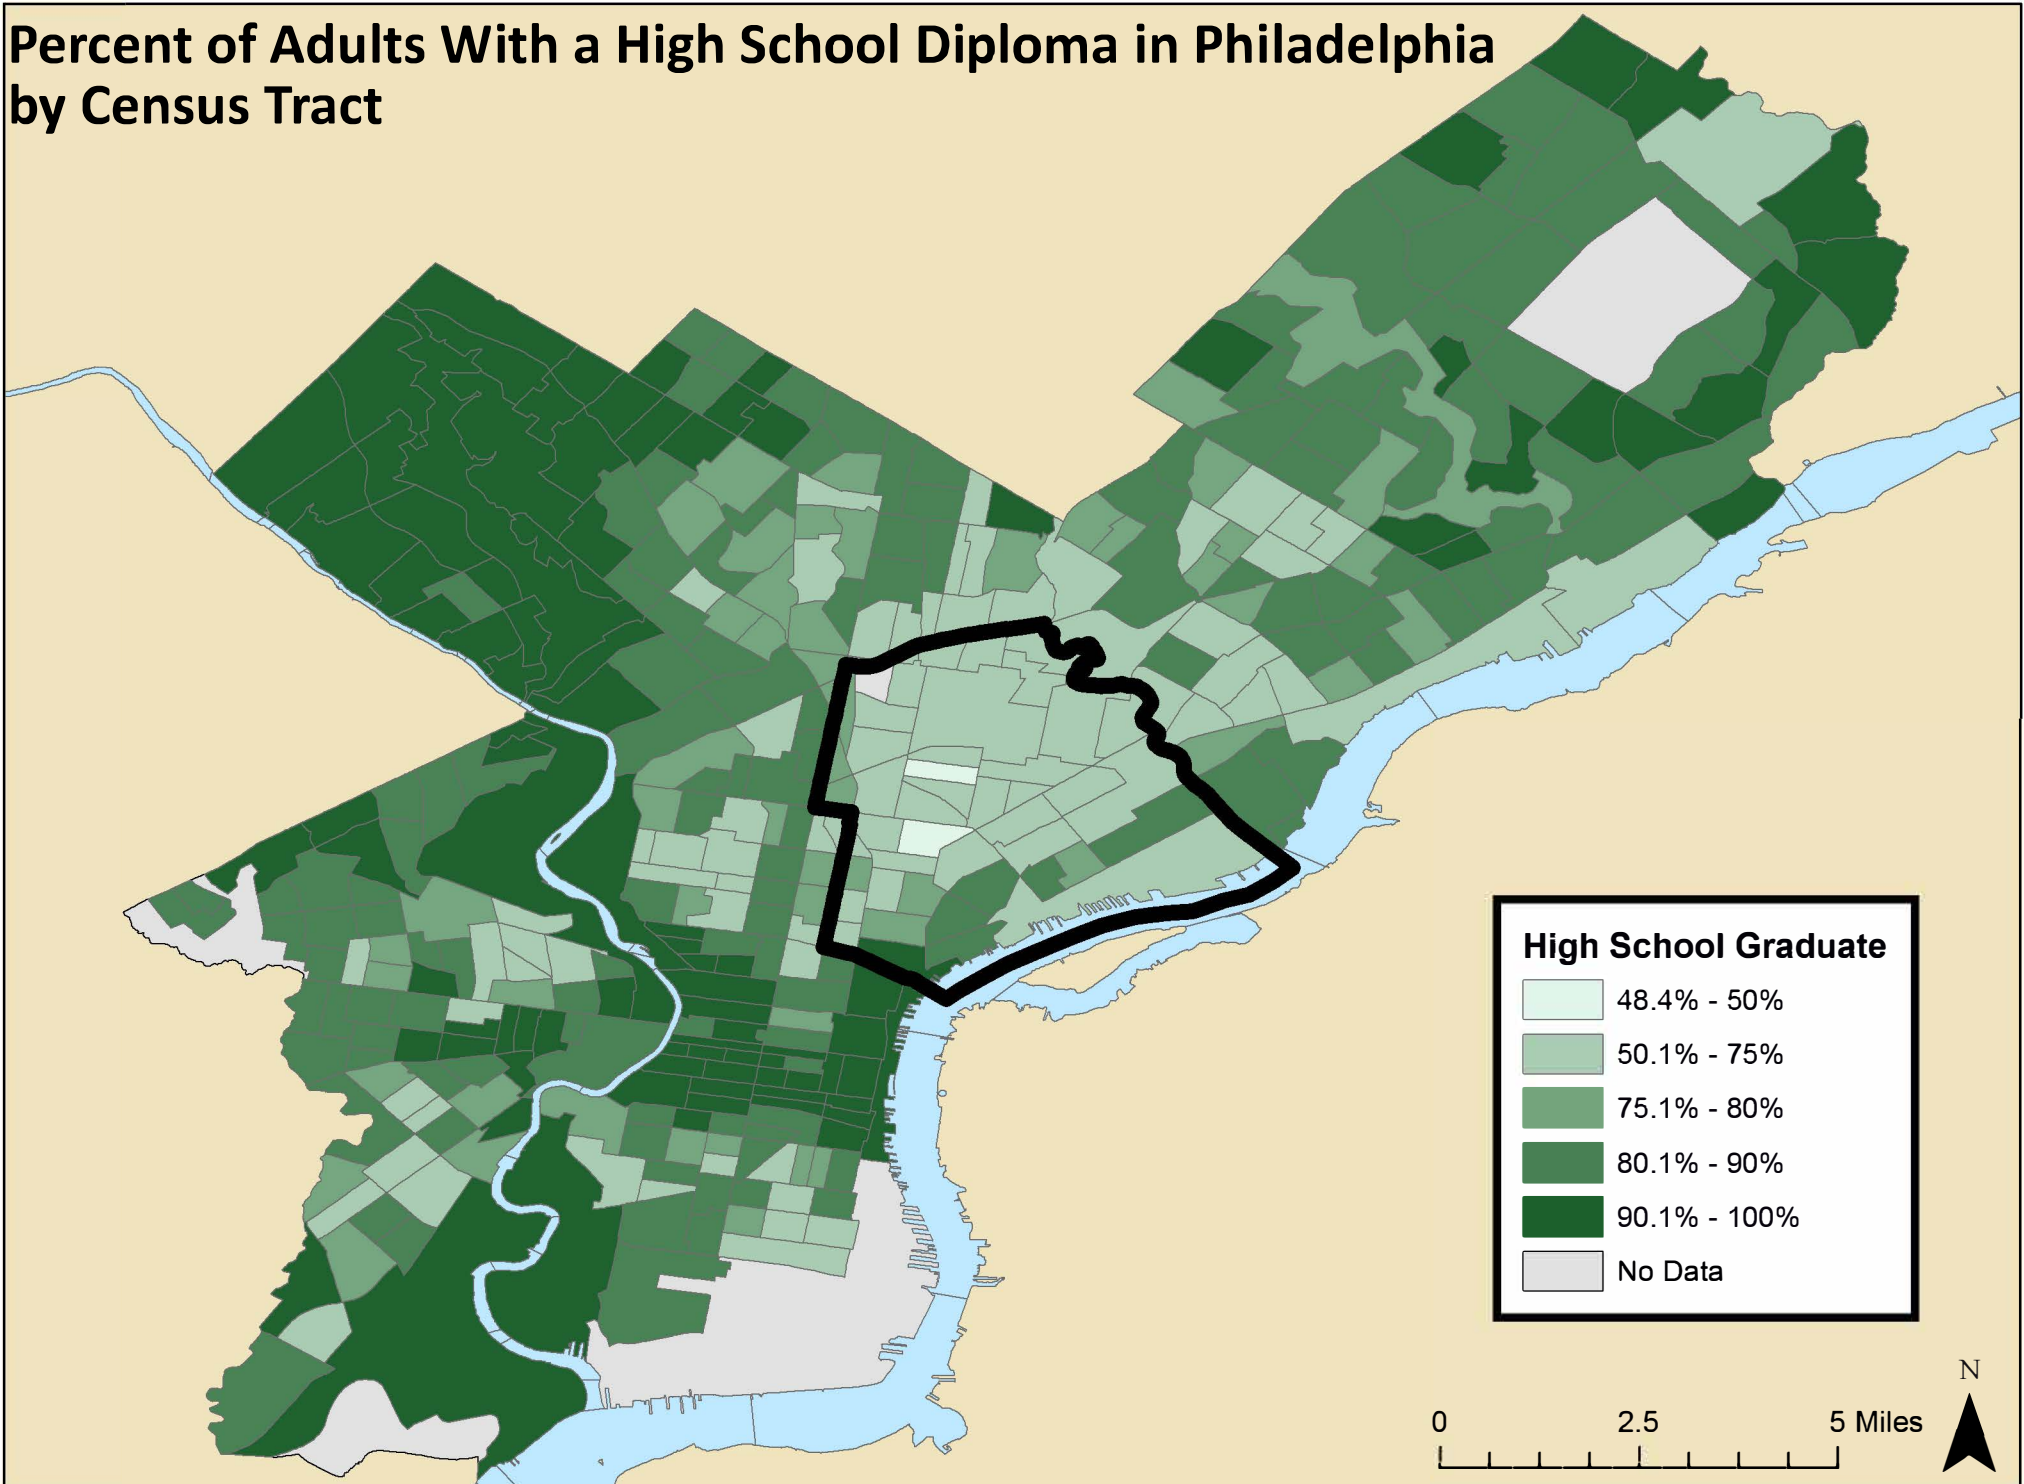 Percent of Adults With a High School Diploma in Philadelphia
by Census Tract
High School Graduate
48.4% - 50%
50.1% - 75%
75.1% - 80%
80.1% - 90%
90.1% - 100%
No Data
N
0 2.5 5 Miles